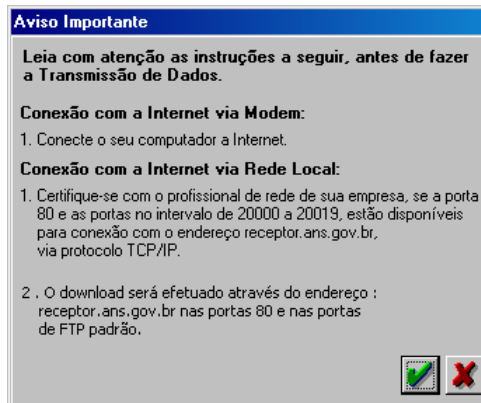 Aviso Importante
Leia com atenção as instruções a seguir, antes de fazer
a Transmissão de Dados.
Conexão com a Internet via Modem:
1. Conecte o seu computador a Internet.
Conexão com a Internet via Rede Local:
1. Certifique-se com o profissional de rede de sua empresa, se a porta
80 e as portas no intervalo de 20000 a 20019, estão disponíveis
para conexão com o endereço receptor.ans.gov.br,
via protocolo TCP/IP.
2 . O download será efetuado através do endereço :
receptor.ans.gov.br nas portas 80 e nas portas
de FTP padrão.